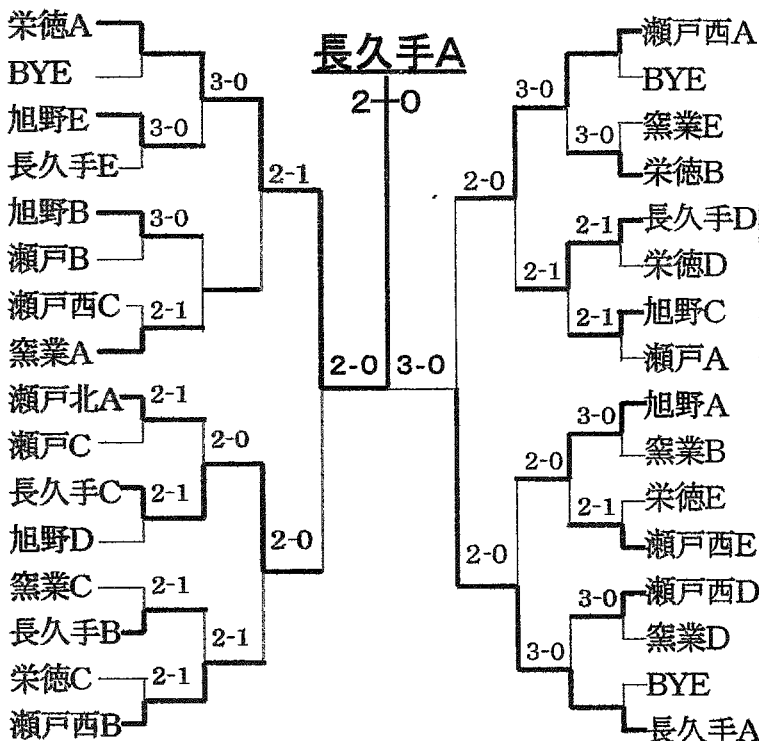 長久手A
2-0
栄徳A
BYE
3-0
旭野E
3-0
長久手E
2-1
旭野B
3-0
瀬戸B
瀬戸西C
2-1
窯業A
2-0
瀬戸北A
2-1
瀬戸C
2-0
長久手C
2-1
旭野D
2-0
窯業C
2-1
長久手B
2-1
栄徳C
2-1
瀬戸西B
3-0
瀬戸西A
3-0
BYE
窯業E
3-0
栄徳B
2-0
長久手D
2-1
栄徳D
2-1
旭野C
2-1
瀬戸A
旭野A
3-0
窯業B
2-0
栄徳E
2-1
瀬戸西E
2-0
瀬戸西D
3-0
窯業D
3-0
BYE
長久手A